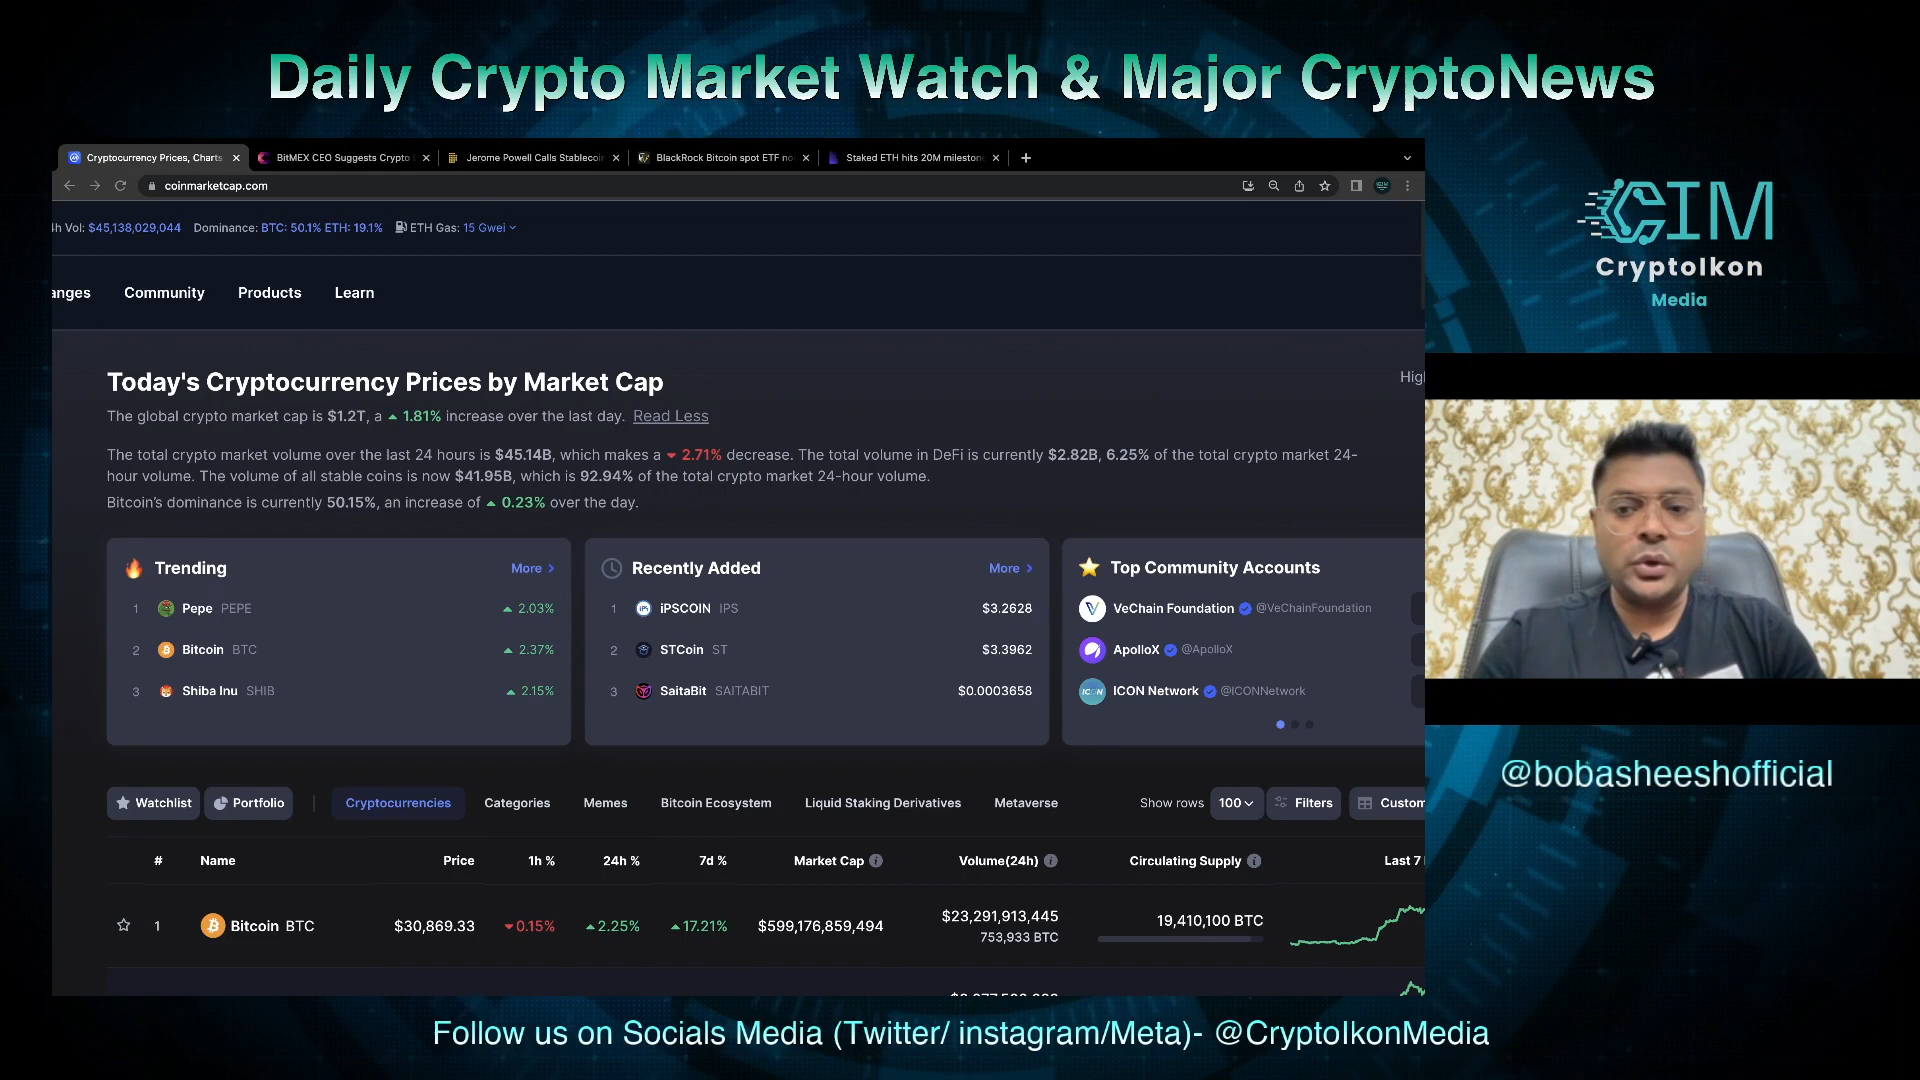 Daily Crypto Market Watch & Major CryptoNews
Cryptocurrency Prices, Charts
BitMEX CEO Suggests Crypto
Jerome Powell Calls Stablecoin
BlackRock Bitcoin spot ETF no
Staked ETH hits 20M milestone
coinmarketcap.com
CIM
CryptoIkon
Media
Vol: $45,138,029,044 Dominance: BTC: 50.1% ETH: 19.1% ETH Gas: 15 Gwei
anges Community Products Learn
Today's Cryptocurrency Prices by Market Cap
Hig
The global crypto market cap is $1.2T, a 1.81% increase over the last day. Read Less
The total crypto market volume over the last 24 hours is $45.14B, which makes a 2.71% decrease. The total volume in DeFi is currently $2.82B, 6.25% of the total crypto market 24-
hour volume. The volume of all stable coins is now $41.95B, which is 92.94% of the total crypto market 24-hour volume.
Bitcoin's dominance is currently 50.15%, an increase of 0.23% over the day.
Trending More
1 Pepe PEPE 2.03%
2 Bitcoin BTC 2.37%
3 Shiba Inu SHIB 2.15%
Recently Added More
1 iPSCOIN IPS $3.2628
2 STCoin ST $3.3962
3 SaitaBit SAITABIT $0.0003658
Top Community Accounts
VeChain Foundation @VeChainFoundation
ApolloX @ApolloX
ICON Network @ICONNetwork
@bobasheeshofficial
Watchlist Portfolio Cryptocurrencies Categories Memes Bitcoin Ecosystem Liquid Staking Derivatives Metaverse Show rows 100 Filters Custom
# Name Price 1h % 24h % 7d % Market Cap Volume(24h) Circulating Supply Last 7
1 Bitcoin BTC $30,869.33 0.15% 2.25% 17.21% $599,176,859,494 $23,291,913,445 19,410,100 BTC
753,933 BTC
Follow us on Socials Media (Twitter/ instagram/Meta)- @CryptoIkonMedia